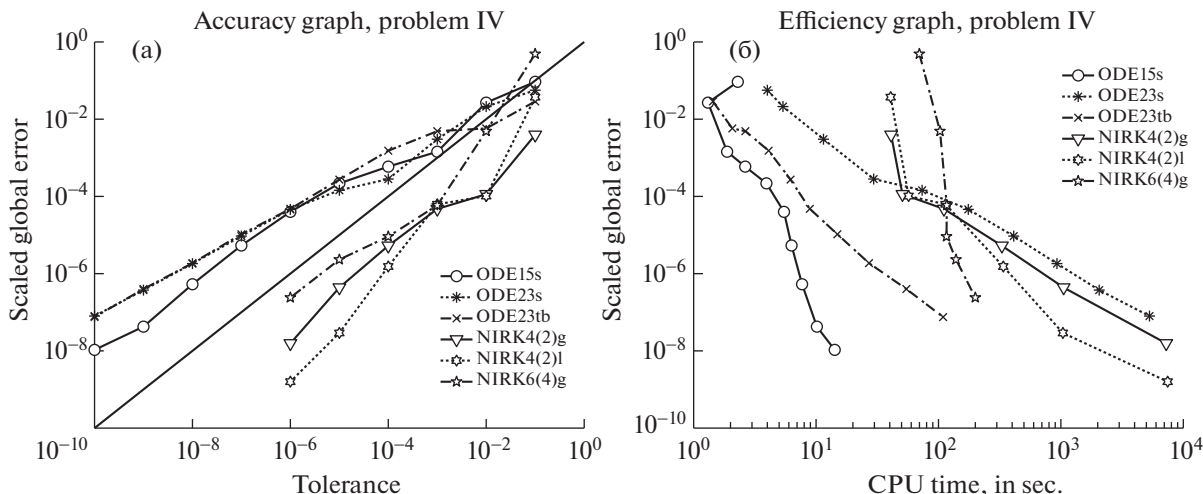 Accuracy graph, problem IV
(а)
Scaled global error
10^0
10^−2
10^−4
10^−6
10^−8
10^−10
10^−8
10^−6
10^−4
10^−2
10^0
Tolerance
ODE15s
ODE23s
ODE23tb
NIRK4(2)g
NIRK4(2)l
NIRK6(4)g
Efficiency graph, problem IV
(б)
Scaled global error
10^0
10^−2
10^−4
10^−6
10^−8
10^−10
10^0
10^1
10^2
10^3
10^4
CPU time, in sec.
ODE15s
ODE23s
ODE23tb
NIRK4(2)g
NIRK4(2)l
NIRK6(4)g